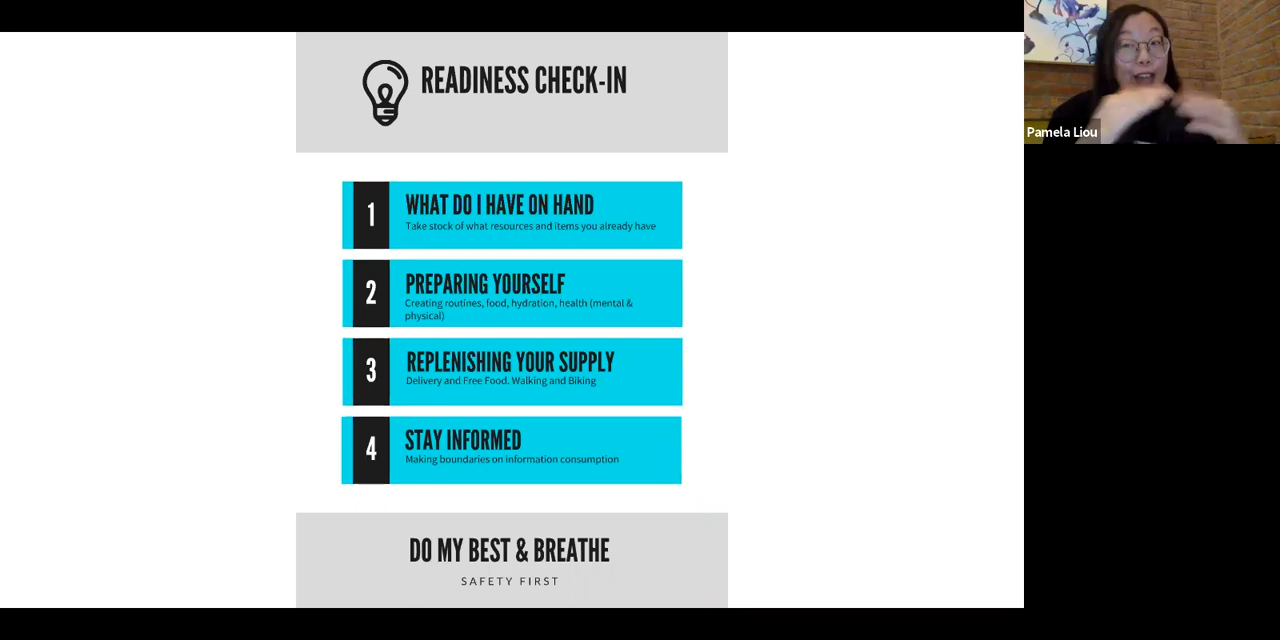 READINESS CHECK-IN
1
WHAT DO I HAVE ON HAND
Take stock of what resources and items you already have
2
PREPARING YOURSELF
Creating routines, food, hydration, health (mental &
physical)
3
REPLENISHING YOUR SUPPLY
Delivery and Free Food. Walking and Biking
4
STAY INFORMED
Making boundaries on information consumption
DO MY BEST & BREATHE
SAFETY FIRST
Pamela Liou